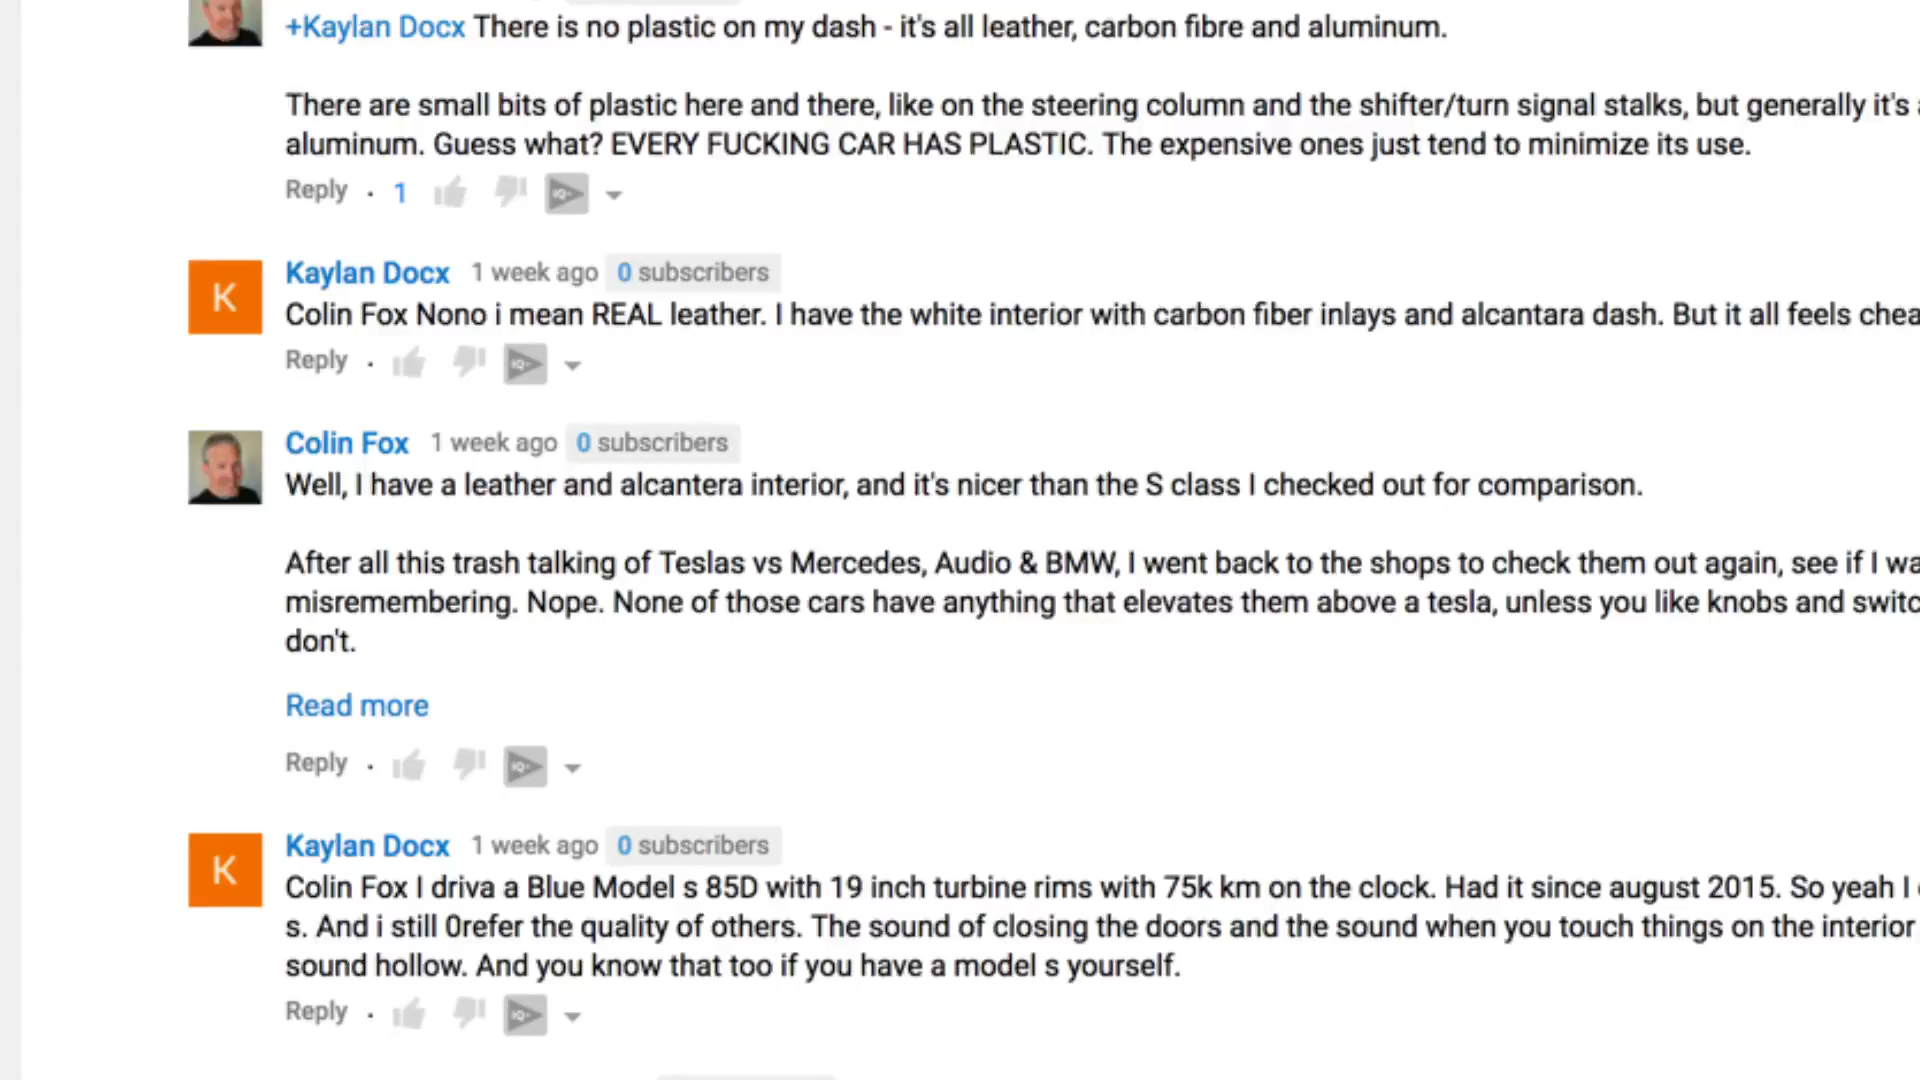 +Kaylan Docx There is no plastic on my dash - it's all leather, carbon fibre and aluminum.
There are small bits of plastic here and there, like on the steering column and the shifter/turn signal stalks, but generally it's
aluminum. Guess what? EVERY FUCKING CAR HAS PLASTIC. The expensive ones just tend to minimize its use.
Reply · 1
K
Kaylan Docx 1 week ago 0 subscribers
Colin Fox Nono i mean REAL leather. I have the white interior with carbon fiber inlays and alcantara dash. But it all feels
Reply ·
Colin Fox 1 week ago 0 subscribers
Well, I have a leather and alcantera interior, and it's nicer than the S class I checked out for comparison.
After all this trash talking of Teslas vs Mercedes, Audio & BMW, I went back to the shops to check them out again, see if I
misremembering. Nope. None of those cars have anything that elevates them above a tesla, unless you like knobs and
don't.
Read more
Reply ·
K
Kaylan Docx 1 week ago 0 subscribers
Colin Fox I driva a Blue Model s 85D with 19 inch turbine rims with 75k km on the clock. Had it since august 2015. So yeah I
s. And i still 0refer the quality of others. The sound of closing the doors and the sound when you touch things on the interior
sound hollow. And you know that too if you have a model s yourself.
Reply ·